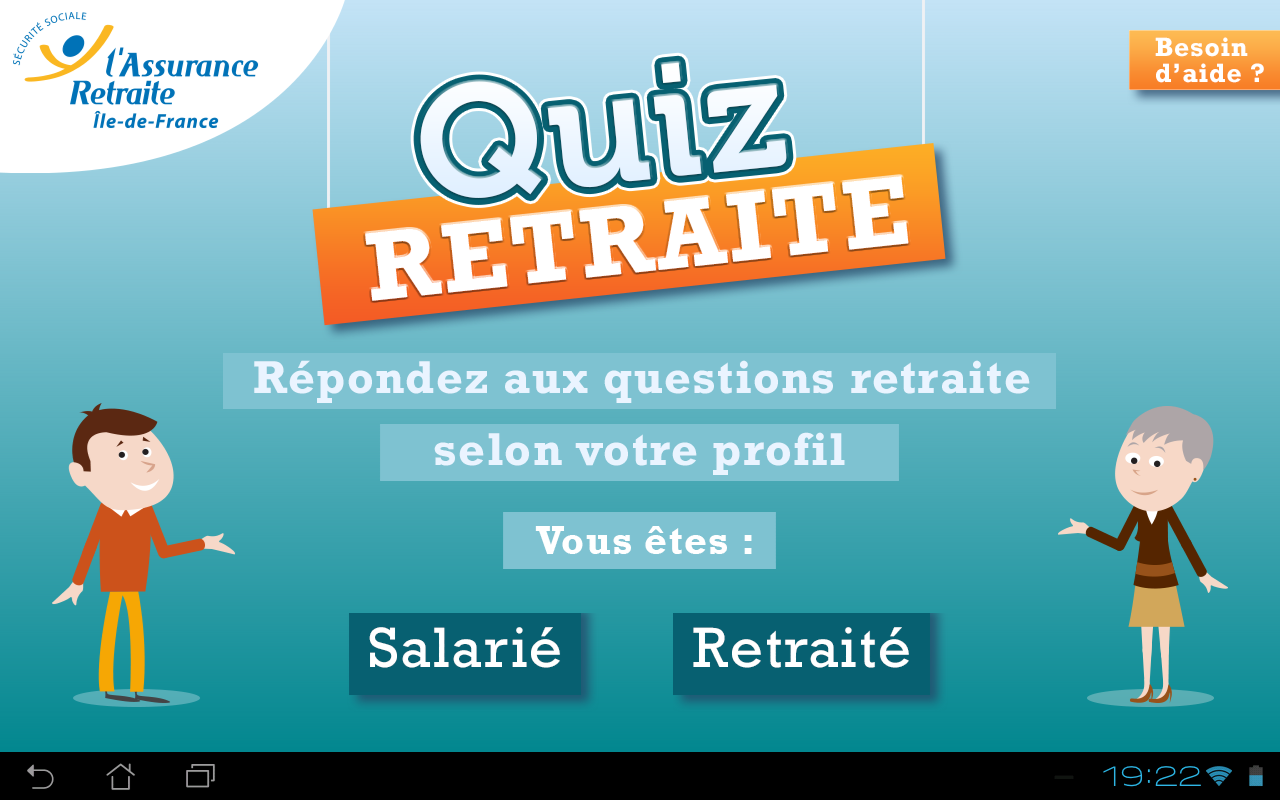 SÉCURITÉ SOCIALE
l'Assurance
Retraite
Île-de-France
Besoin
d'aide ?
Quiz
RETRAITE
Répondez aux questions retraite
selon votre profil
Vous êtes :
Salarié
Retraité
19:22